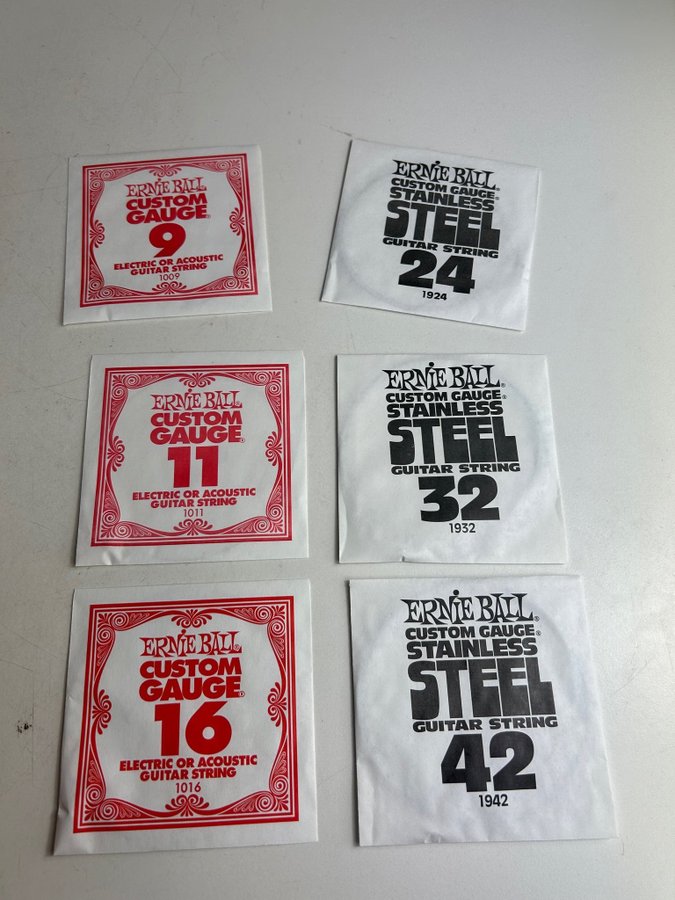 ERNIE BALL
CUSTOM
GAUGE®
9
ELECTRIC OR ACOUSTIC
GUITAR STRING
1009
ERNIE BALL®
CUSTOM GAUGE®
STAINLESS
STEEL
GUITAR STRING
24
1924
ERNIE BALL
CUSTOM
GAUGE®
11
ELECTRIC OR ACOUSTIC
GUITAR STRING
1011
ERNIE BALL®
CUSTOM GAUGE®
STAINLESS
STEEL
GUITAR STRING
32
1932
ERNIE BALL®
CUSTOM
GAUGE®
16
ELECTRIC OR ACOUSTIC
GUITAR STRING
1016
ERNIE BALL®
CUSTOM GAUGE®
STAINLESS
STEEL
GUITAR STRING
42
1942